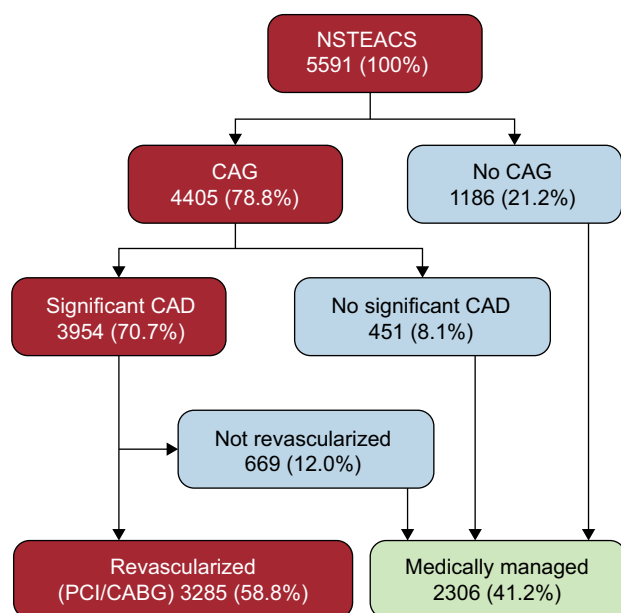 NSTEACS
5591 (100%)
CAG
4405 (78.8%)
No CAG
1186 (21.2%)
Significant CAD
3954 (70.7%)
No significant CAD
451 (8.1%)
Not revascularized
669 (12.0%)
Revascularized
(PCI/CABG) 3285 (58.8%)
Medically managed
2306 (41.2%)